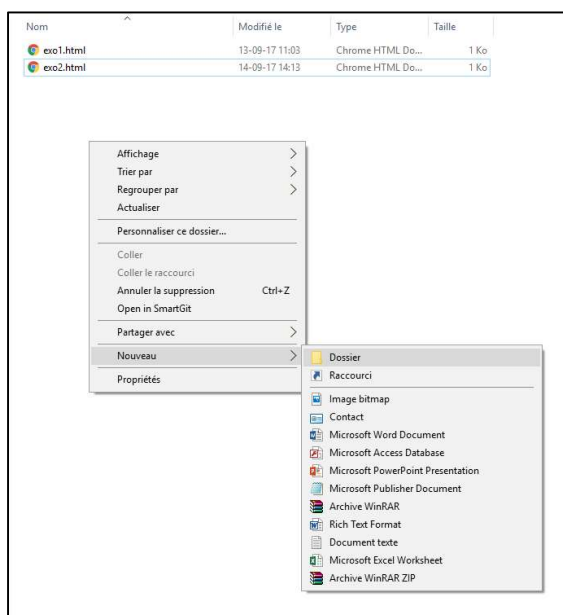 Nom Modifié le Type Taille
exo1.html 13-09-17 11:03 Chrome HTML Do... 1 Ko
exo2.html 14-09-17 14:13 Chrome HTML Do... 1 Ko
Affichage
Trier par
Regrouper par
Actualiser
Personnaliser ce dossier...
Coller
Coller le raccourci
Annuler la suppression Ctrl+Z
Open in SmartGit
Partager avec
Nouveau
Propriétés
Dossier
Raccourci
Image bitmap
Contact
Microsoft Word Document
Microsoft Access Database
Microsoft PowerPoint Presentation
Microsoft Publisher Document
Archive WinRAR
Rich Text Format
Document texte
Microsoft Excel Worksheet
Archive WinRAR ZIP